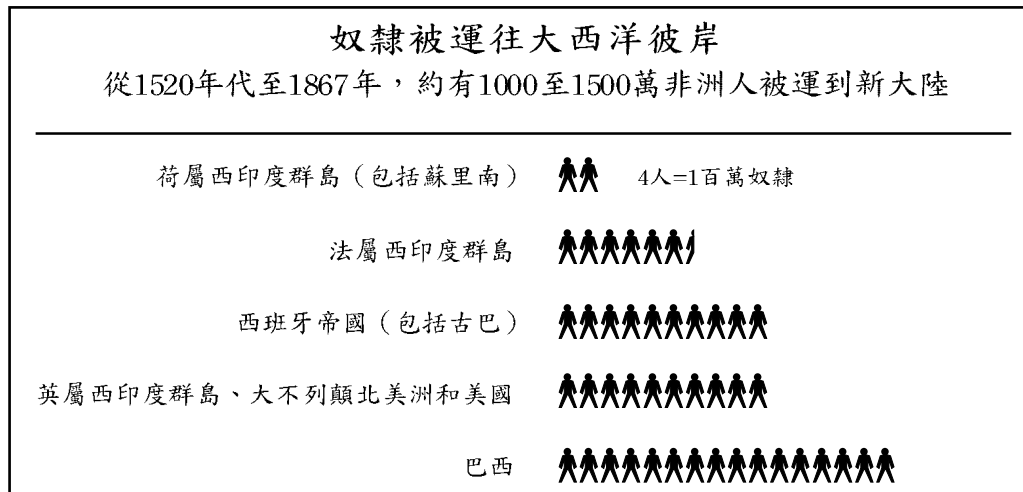 奴隸被運往大西洋彼岸
從1520年代至1867年，約有1000至1500萬非洲人被運到新大陸
荷屬西印度群島（包括蘇里南） 4人=1百萬奴隸
法屬西印度群島
西班牙帝國（包括古巴）
英屬西印度群島、大不列顛北美洲和美國
巴西